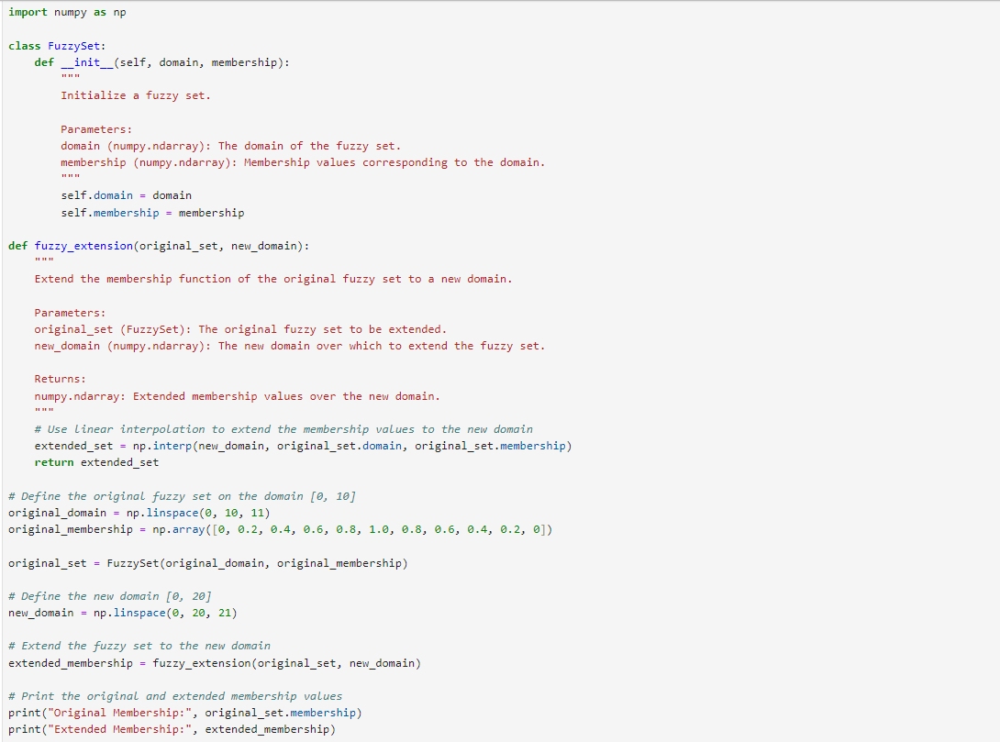 import numpy as np
class FuzzySet:
    def __init__(self, domain, membership):
        """
        Initialize a fuzzy set.
        Parameters:
        domain (numpy.ndarray): The domain of the fuzzy set.
        membership (numpy.ndarray): Membership values corresponding to the domain.
        """
        self.domain = domain
        self.membership = membership
def fuzzy_extension(original_set, new_domain):
    """
    Extend the membership function of the original fuzzy set to a new domain.
    Parameters:
    original_set (FuzzySet): The original fuzzy set to be extended.
    new_domain (numpy.ndarray): The new domain over which to extend the fuzzy set.
    Returns:
    numpy.ndarray: Extended membership values over the new domain.
    """
    # Use linear interpolation to extend the membership values to the new domain
    extended_set = np.interp(new_domain, original_set.domain, original_set.membership)
    return extended_set
# Define the original fuzzy set on the domain [0, 10]
original_domain = np.linspace(0, 10, 11)
original_membership = np.array([0, 0.2, 0.4, 0.6, 0.8, 1.0, 0.8, 0.6, 0.4, 0.2, 0])
original_set = FuzzySet(original_domain, original_membership)
# Define the new domain [0, 20]
new_domain = np.linspace(0, 20, 21)
# Extend the fuzzy set to the new domain
extended_membership = fuzzy_extension(original_set, new_domain)
# Print the original and extended membership values
print("Original Membership:", original_set.membership)
print("Extended Membership:", extended_membership)